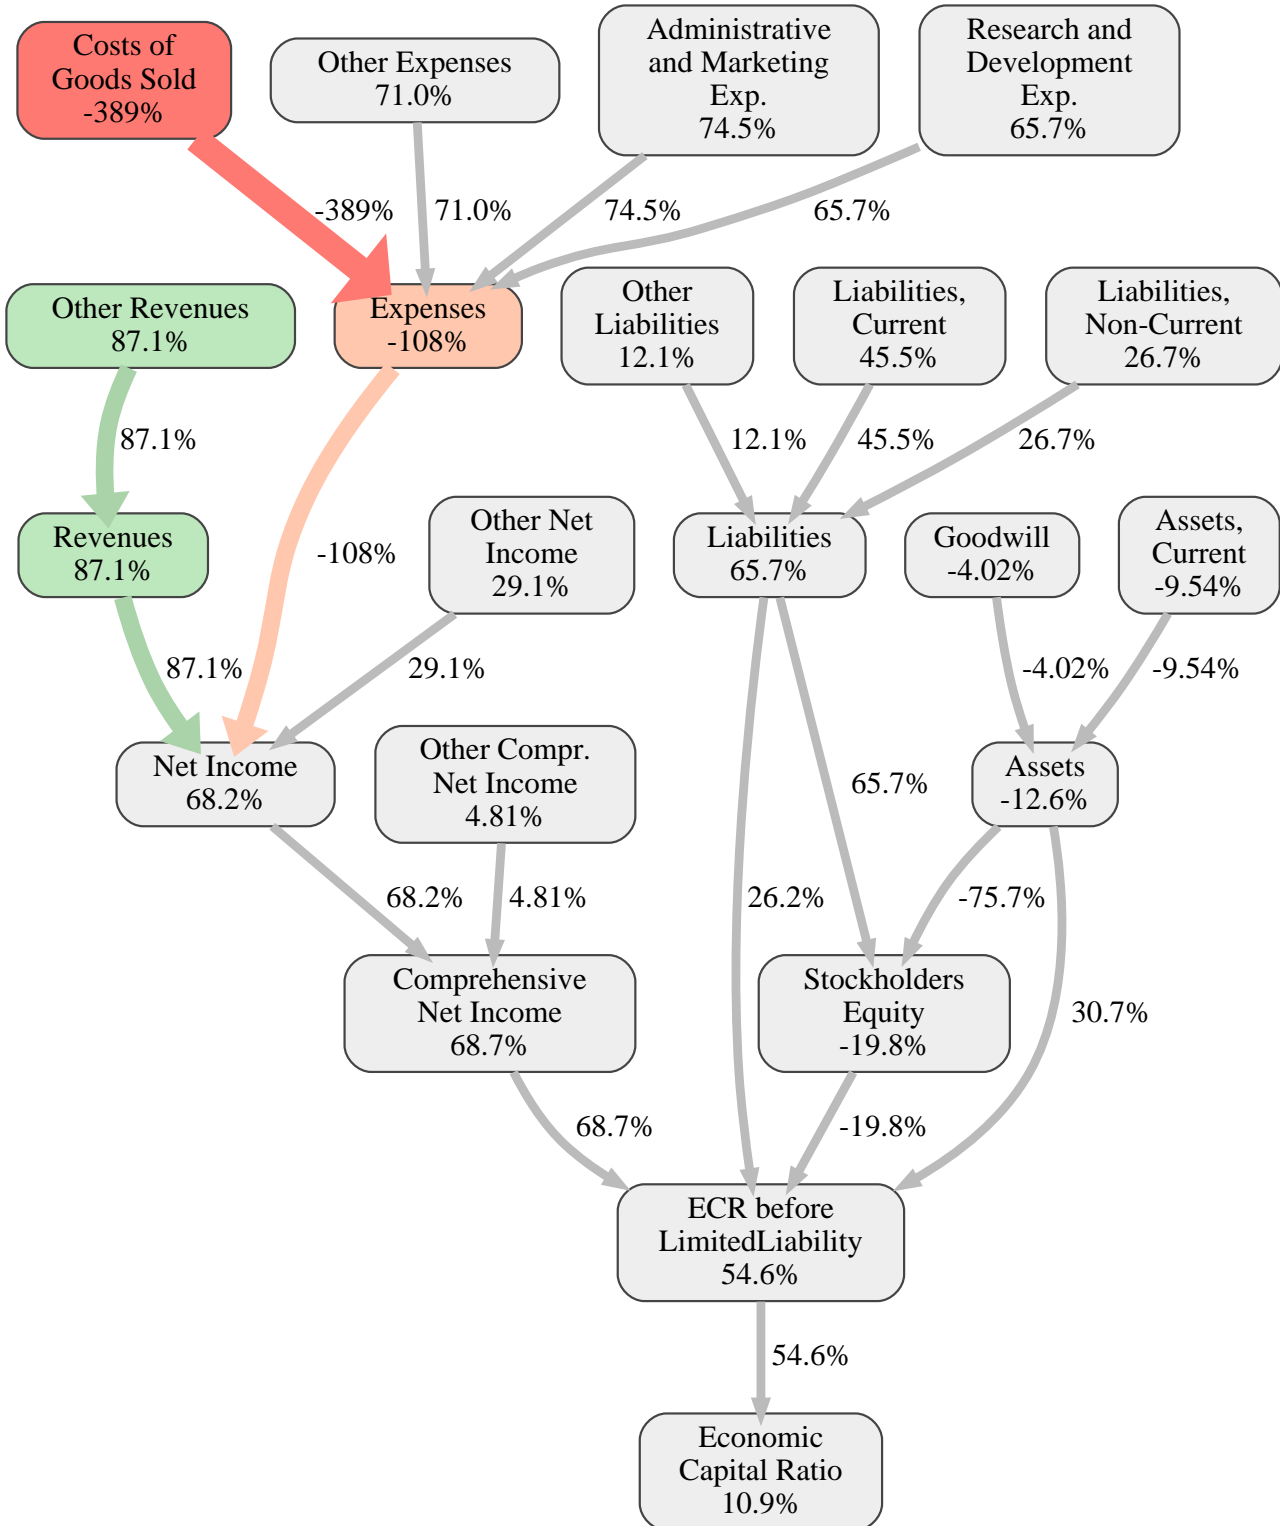 Costs of
Goods Sold
-389%
Other Expenses
71.0%
Administrative
and Marketing
Exp.
74.5%
Research and
Development
Exp.
65.7%
-389%
71.0%
74.5%
65.7%
Other Revenues
87.1%
Expenses
-108%
Other
Liabilities
12.1%
Liabilities,
Current
45.5%
Liabilities,
Non-Current
26.7%
87.1%
12.1%
45.5%
26.7%
Revenues
87.1%
-108%
Other Net
Income
29.1%
Liabilities
65.7%
Goodwill
-4.02%
Assets,
Current
-9.54%
87.1%
29.1%
-4.02%
-9.54%
Net Income
68.2%
Other Compr.
Net Income
4.81%
65.7%
Assets
-12.6%
68.2%
4.81%
26.2%
-75.7%
Comprehensive
Net Income
68.7%
Stockholders
Equity
-19.8%
30.7%
68.7%
-19.8%
ECR before
LimitedLiability
54.6%
54.6%
Economic
Capital Ratio
10.9%